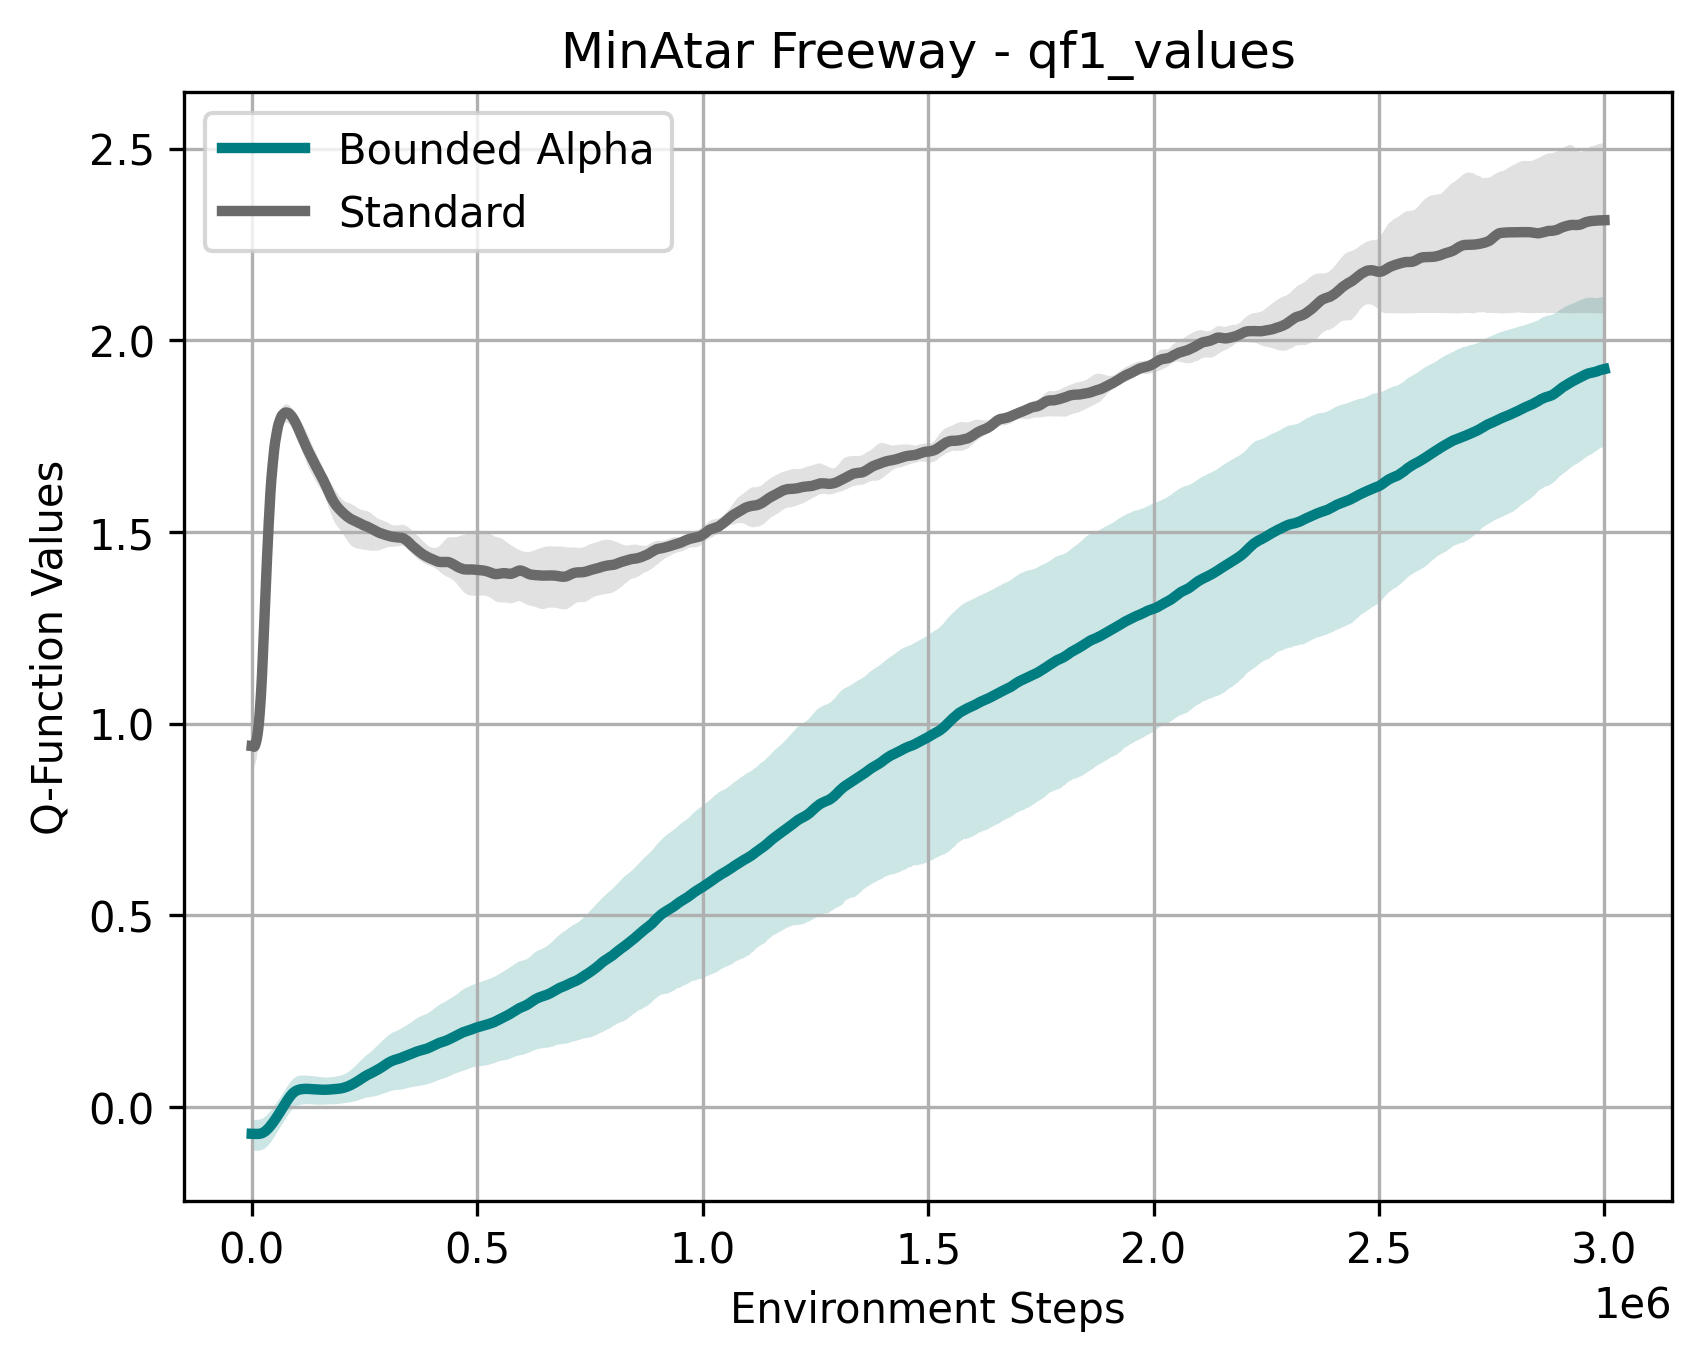 MinAtar Freeway - qf1_values
Bounded Alpha
Standard
Q-Function Values
2.5
2.0
1.5
1.0
0.5
0.0
0.0 0.5 1.0 1.5 2.0 2.5 3.0
1e6
Environment Steps